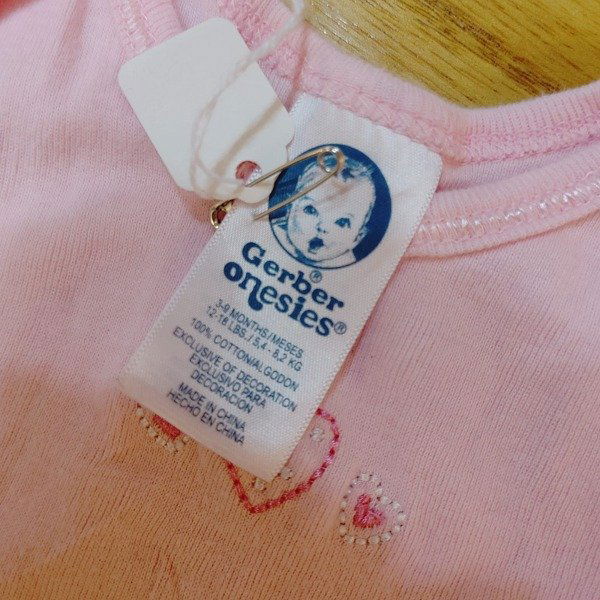 Gerber®
onesies®
3-9 MONTHS/MESES
12-18 LBS./ 5,4 - 8,2 KG
100% COTTON/ALGODON
EXCLUSIVE OF DECORATION
EXCLUSIVO PARA
DECORACION
MADE IN CHINA
HECHO EN CHINA